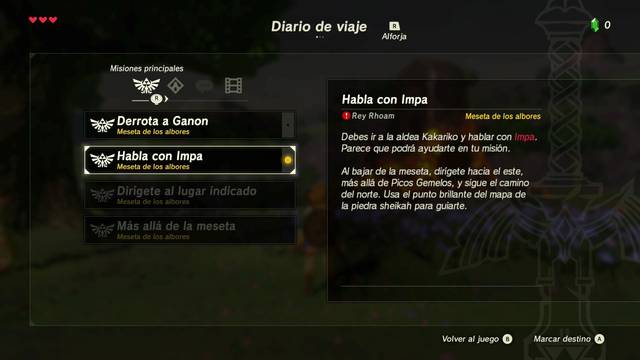 Diario de viaje
R
Alforja
0
Misiones principales
R
Derrota a Ganon
Meseta de los albores
Habla con Impa
Meseta de los albores
Dirígete al lugar indicado
Meseta de los albores
Más allá de la meseta
Meseta de los albores
Habla con Impa
Rey Rhoam
Meseta de los albores
Debes ir a la aldea Kakariko y hablar con Impa.
Parece que podrá ayudarte en tu misión.
Al bajar de la meseta, dirígete hacia el este,
más allá de Picos Gemelos, y sigue el camino
del norte. Usa el punto brillante del mapa de
la piedra sheikah para guiarte.
Volver al juego B
Marcar destino A